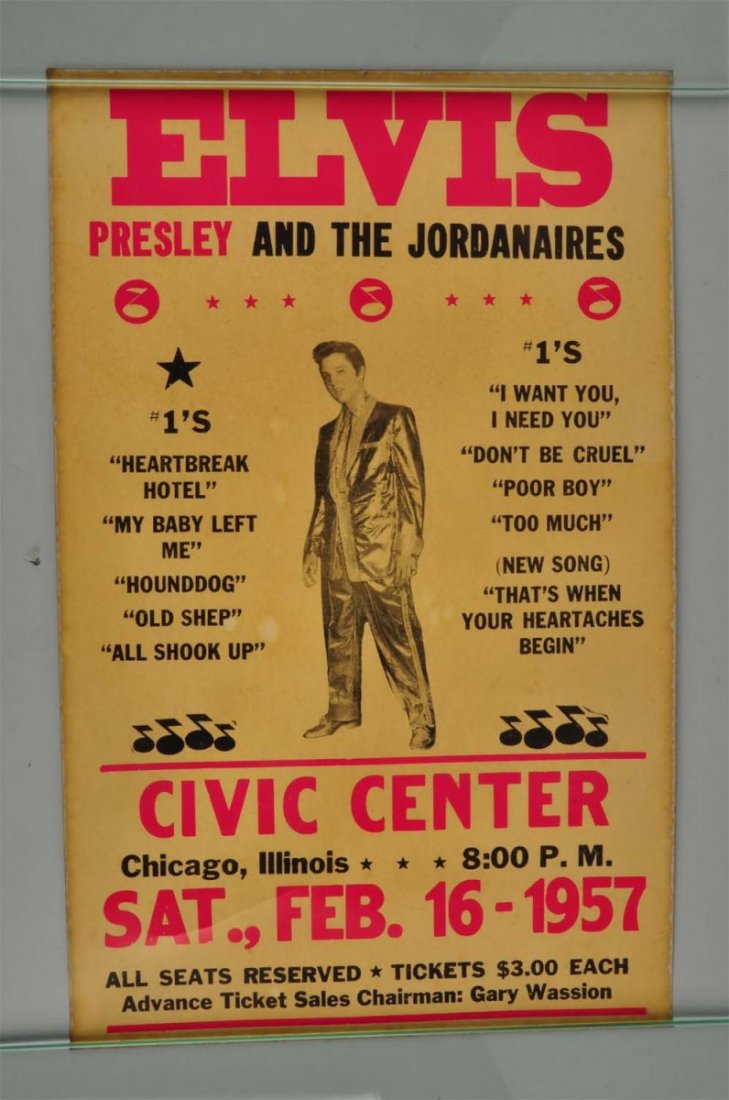 ELVIS
PRESLEY AND THE JORDANAIRES
★ ★ ★ ★ ★ ★
★
#1'S
"HEARTBREAK
HOTEL"
"MY BABY LEFT
ME"
"HOUNDDOG"
"OLD SHEP"
"ALL SHOOK UP"
#1'S
"I WANT YOU,
I NEED YOU"
"DON'T BE CRUEL"
"POOR BOY"
"TOO MUCH"
(NEW SONG)
"THAT'S WHEN
YOUR HEARTACHES
BEGIN"
CIVIC CENTER
Chicago, Illinois ★ ★ ★ 8:00 P. M.
SAT., FEB. 16 - 1957
ALL SEATS RESERVED ★ TICKETS $3.00 EACH
Advance Ticket Sales Chairman: Gary Wassion